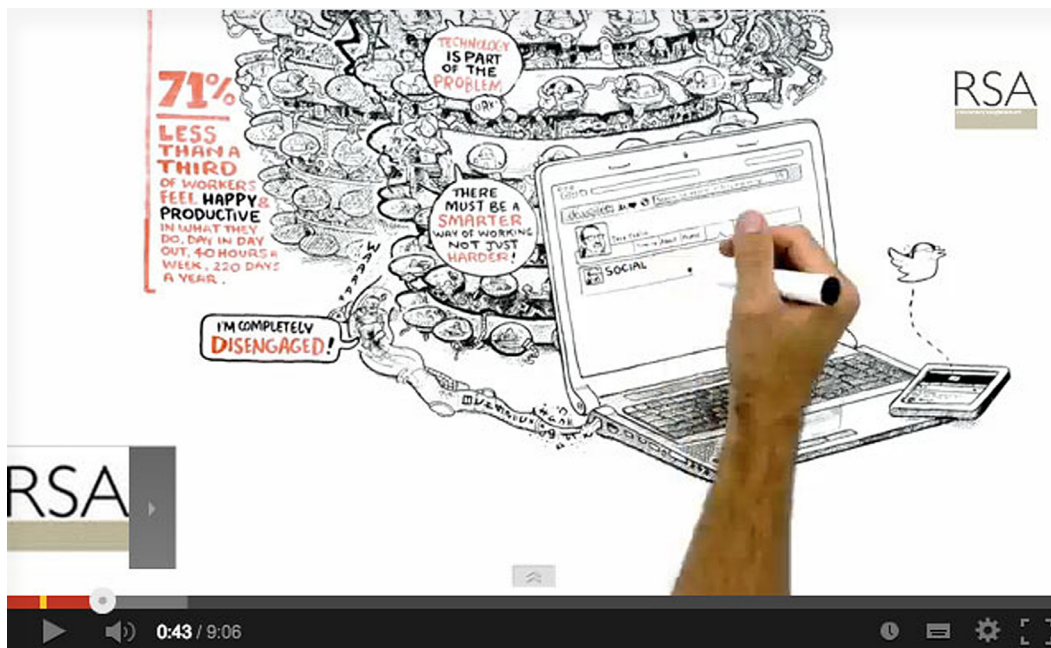 TECHNOLOGY
IS PART
OF THE
PROBLEM
71%
LESS
THAN A
THIRD
OF WORKERS
FEEL HAPPY &
PRODUCTIVE
IN WHAT THEY
DO, DAY IN DAY
OUT, 40 HOURS A
WEEK, 220 DAYS
A YEAR.
RSA
THERE
MUST BE A
SMARTER
WAY OF WORKING
NOT JUST
HARDER!
SOCIAL
I'M COMPLETELY
DISENGAGED!
RSA
0:43 / 9:06